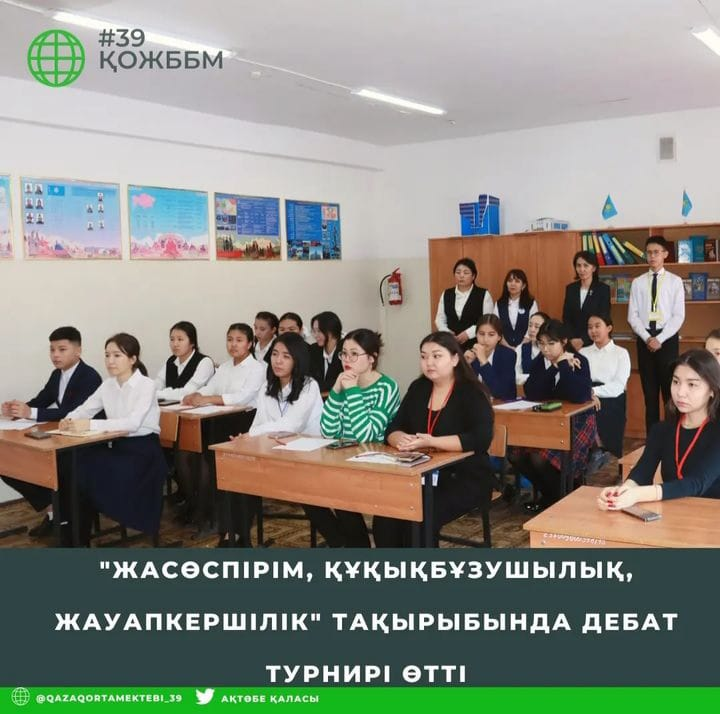 #39
ҚОЖББМ
"ЖАСӨСПІРІМ, ҚҰҚЫҚБҰЗУШЫЛЫҚ,
ЖАУАПКЕРШІЛІК" ТАҚЫРЫБЫНДА ДЕБАТ
ТУРНИРІ ӨТТІ
@QAZAQORTAMEKTEBI_39 АҚТӨБЕ ҚАЛАСЫ